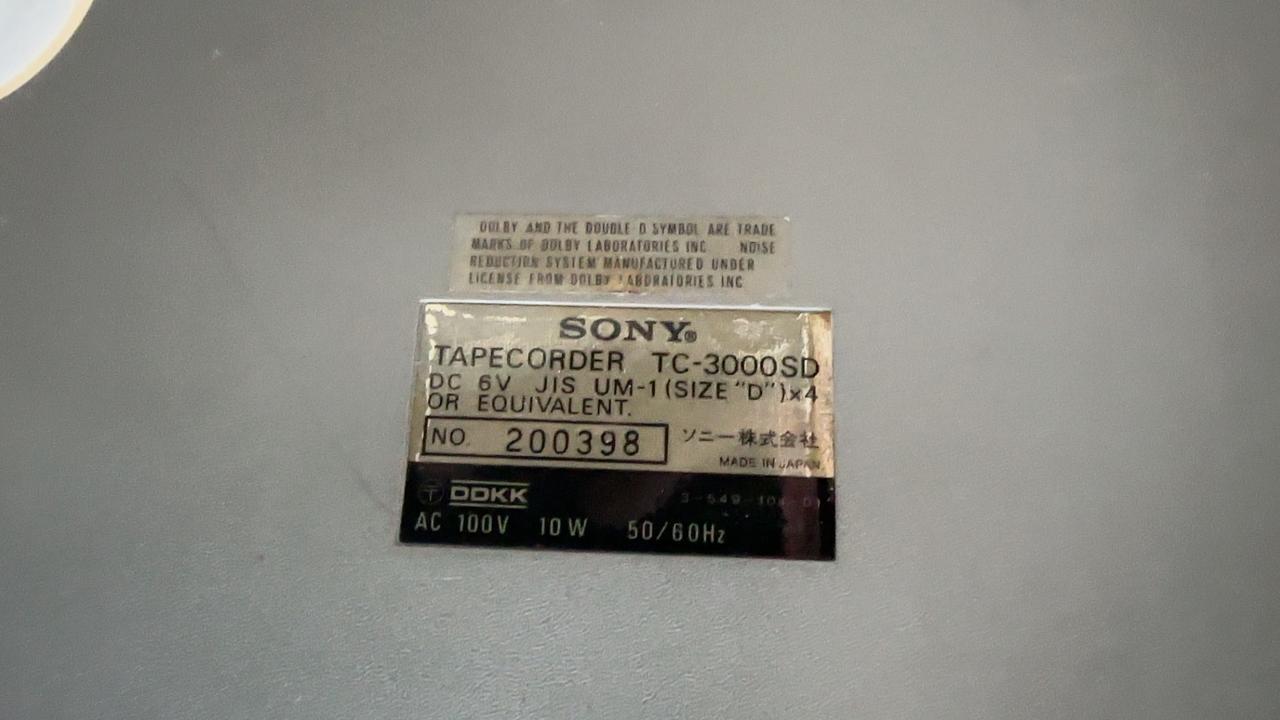 DOLBY AND THE DOUBLE D SYMBOL ARE TRADE
MARKS OF DOLBY LABORATORIES INC NOISE
REDUCTION SYSTEM MANUFACTURED UNDER
LICENSE FROM DOLBY LABORATORIES INC
SONY®
TAPECORDER TC-3000SD
DC 6V JIS UM-1 (SIZE "D")×4
OR EQUIVALENT.
NO. 200398 ソニー株式会社
MADE IN JAPAN
〒 DDKK
AC 100V 10W 50/60Hz